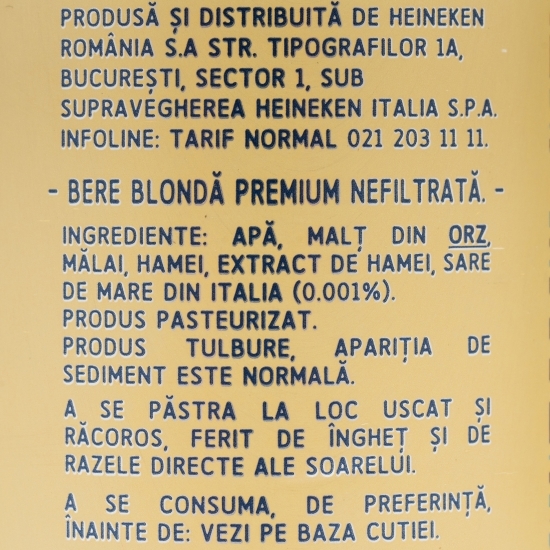 PRODUSĂ ȘI DISTRIBUITĂ DE HEINEKEN
ROMÂNIA S.A STR. TIPOGRAFILOR 1A,
BUCUREȘTI, SECTOR 1, SUB
SUPRAVEGHEREA HEINEKEN ITALIA S.P.A.
INFOLINE: TARIF NORMAL 021 203 11 11.
- BERE BLONDĂ PREMIUM NEFILTRATĂ. -
INGREDIENTE: APĂ, MALȚ DIN ORZ,
MĂLAI, HAMEI, EXTRACT DE HAMEI, SARE
DE MARE DIN ITALIA (0.001%).
PRODUS PASTEURIZAT.
PRODUS TULBURE, APARIȚIA DE
SEDIMENT ESTE NORMALĂ.
A SE PĂSTRA LA LOC USCAT ȘI
RĂCOROS, FERIT DE ÎNGHEȚ ȘI DE
RAZELE DIRECTE ALE SOARELUI.
A SE CONSUMA, DE PREFERINȚĂ,
ÎNAINTE DE: VEZI PE BAZA CUTIEI.